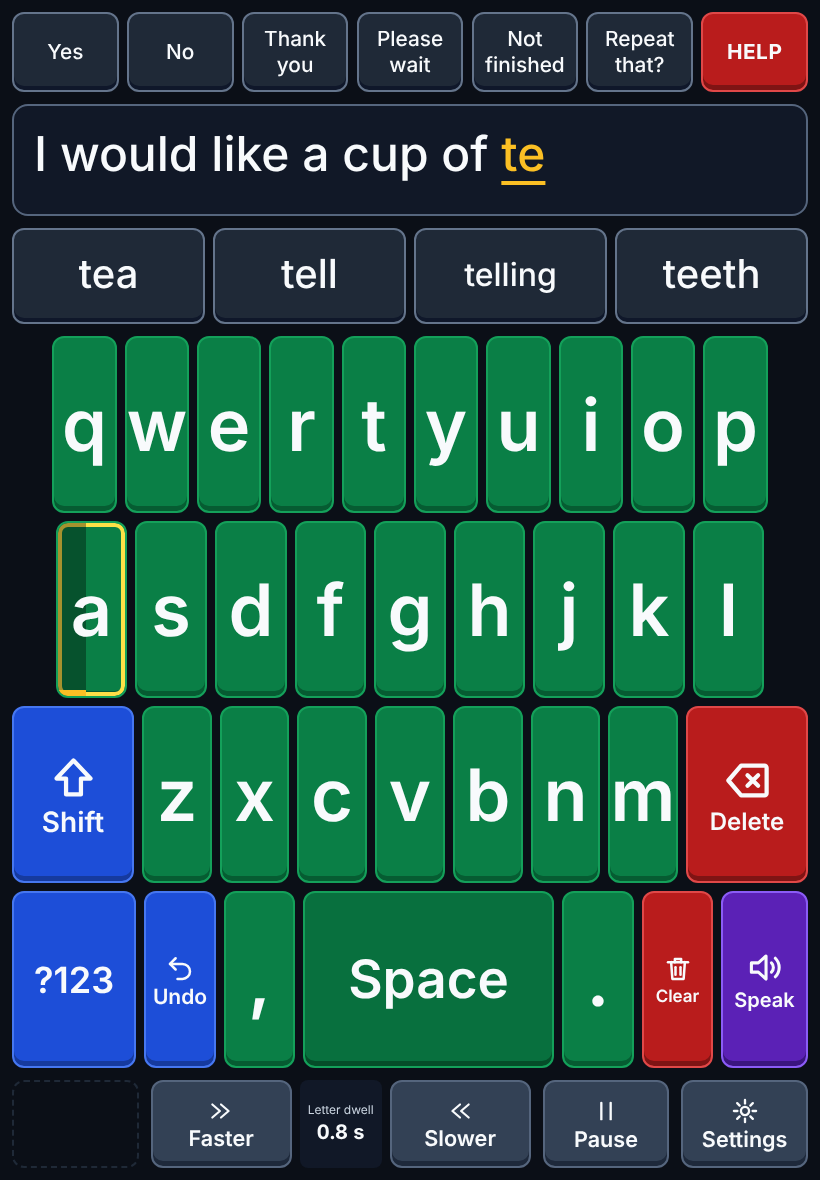 Yes No Thank you Please wait Not finished Repeat that? HELP
I would like a cup of te
tea tell telling teeth
q w e r t y u i o p
a s d f g h j k l
Shift z x c v b n m Delete
?123 Undo , Space . Clear Speak
Faster Letter dwell 0.8 s Slower Pause Settings